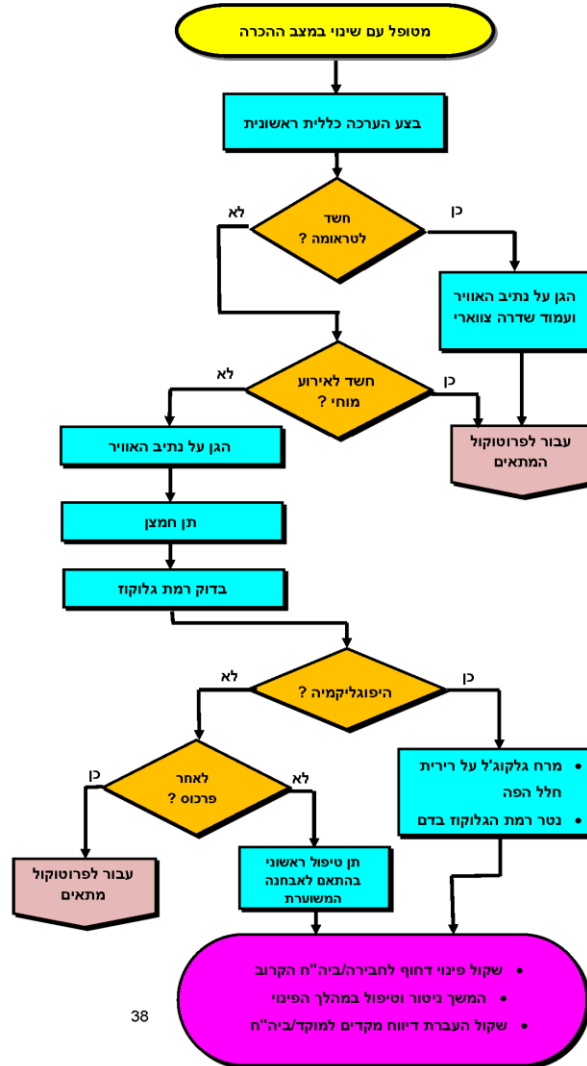 מטופל עם שינוי במצב ההכרה
בצע הערכה כללית ראשונית
חשד
לטראומה ?
כן
לא
הגן על נתיב האוויר
ועמוד שדרה צווארי
חשד לאירוע
מוחי ?
כן
לא
עבור לפרוטוקול
המתאים
הגן על נתיב האוויר
תן חמצן
בדוק רמת גלוקוז
היפוגליקמיה ?
כן
לא
• מרח גלקוג'ל על רירית
חלל הפה
• נטר רמת הגלוקוז בדם
לאחר
פרכוס ?
לא
כן
תן טיפול ראשוני
בהתאם לאבחנה
המשוערת
עבור לפרוטוקול
מתאים
• שקול פינוי דחוף לחבירה/ביה"ח הקרוב
• המשך ניטור וטיפול במהלך הפינוי
• שקול העברת דיווח מקדים למוקד/ביה"ח
38